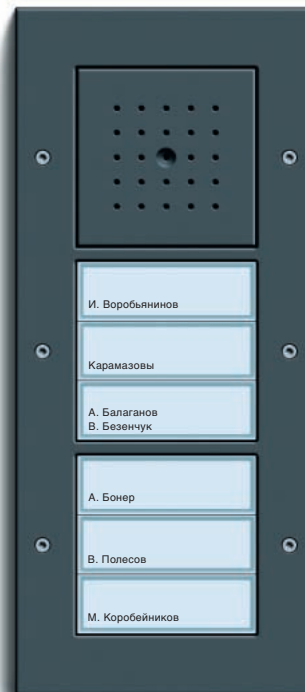 И. Воробьянинов
Карамазовы
А. Балаганов
В. Безенчук
А. Бонер
В. Полесов
М. Коробейников